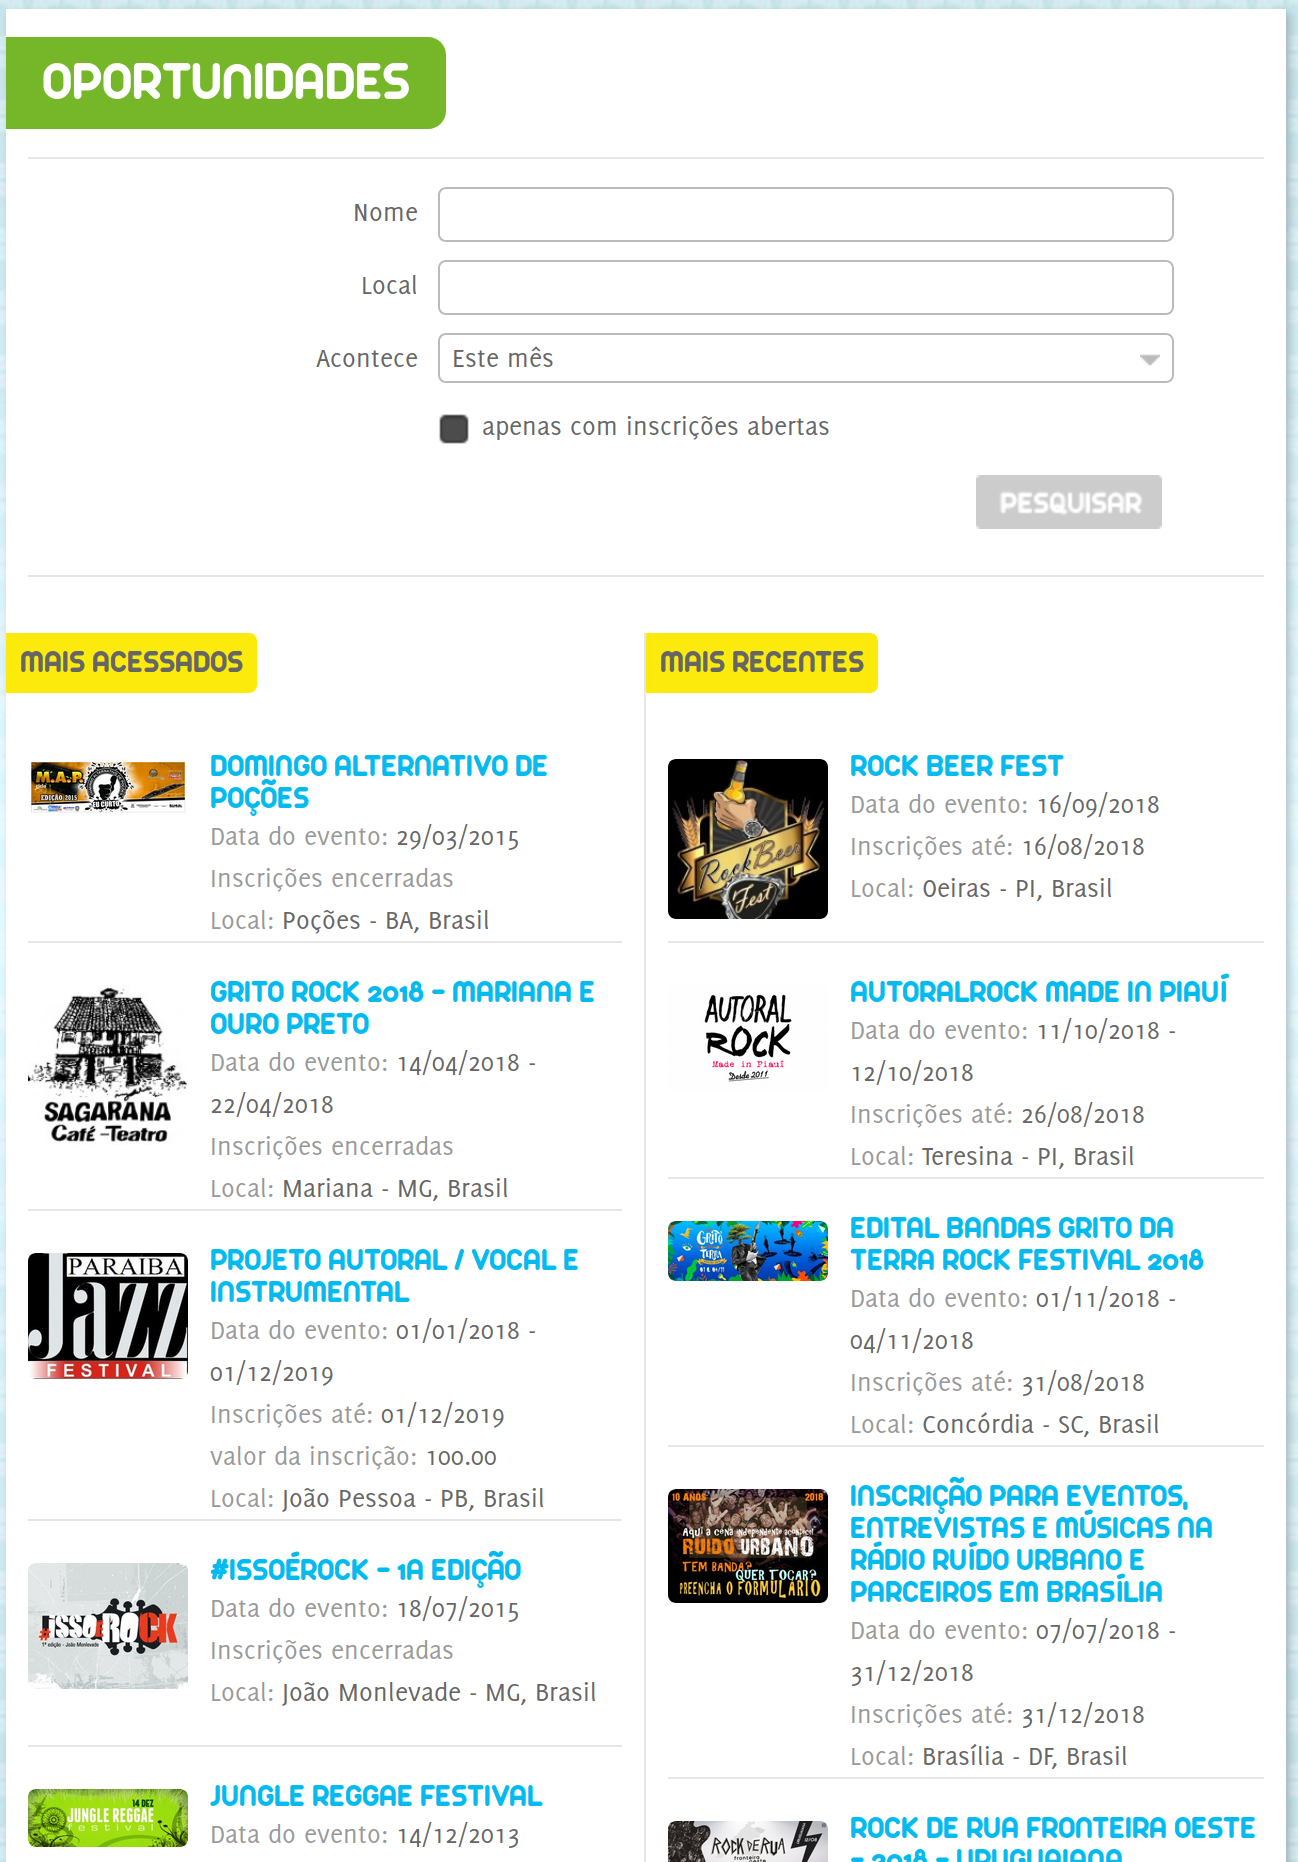 OPORTUNIDADES
Nome
Local
Acontece
Este mês
apenas com inscrições abertas
PESQUISAR
MAIS ACESSADOS
M.A.P.
EDIÇÃO 2015
EU CURTO
DOMINGO ALTERNATIVO DE
POÇÕES
Data do evento: 29/03/2015
Inscrições encerradas
Local: Poções - BA, Brasil
SAGARANA
Café-Teatro
GRITO ROCK 2018 - MARIANA E
OURO PRETO
Data do evento: 14/04/2018 -
22/04/2018
Inscrições encerradas
Local: Mariana - MG, Brasil
PARAIBA
Jazz
FESTIVAL
PROJETO AUTORAL / VOCAL E
INSTRUMENTAL
Data do evento: 01/01/2018 -
01/12/2019
Inscrições até: 01/12/2019
valor da inscrição: 100.00
Local: João Pessoa - PB, Brasil
#ISSOÉROCK
1ª edição - João Monlevade
#ISSOÉROCK - 1A EDIÇÃO
Data do evento: 18/07/2015
Inscrições encerradas
Local: João Monlevade - MG, Brasil
14 DEZ
JUNGLE REGGAE
festival
JUNGLE REGGAE FESTIVAL
Data do evento: 14/12/2013
MAIS RECENTES
Rock Beer
Fest
ROCK BEER FEST
Data do evento: 16/09/2018
Inscrições até: 16/08/2018
Local: Oeiras - PI, Brasil
AUTORAL
ROCK
Made in Piauí
Desde 2011
AUTORALROCK MADE IN PIAUÍ
Data do evento: 11/10/2018 -
12/10/2018
Inscrições até: 26/08/2018
Local: Teresina - PI, Brasil
GRITO
DA TERRA
EDITAL BANDAS GRITO DA
TERRA ROCK FESTIVAL 2018
Data do evento: 01/11/2018 -
04/11/2018
Inscrições até: 31/08/2018
Local: Concórdia - SC, Brasil
10 ANOS 2018
Aqui a cena independente acontece!
RUIDO URBANO
TEM BANDA?
QUER TOCAR?
PREENCHA O FORMULARIO
INSCRIÇÃO PARA EVENTOS,
ENTREVISTAS E MÚSICAS NA
RÁDIO RUÍDO URBANO E
PARCEIROS EM BRASÍLIA
Data do evento: 07/07/2018 -
31/12/2018
Inscrições até: 31/12/2018
Local: Brasília - DF, Brasil
ROCK DE RUA
fronteira
ROCK DE RUA FRONTEIRA OESTE
- 2018 - URUGUAIANA